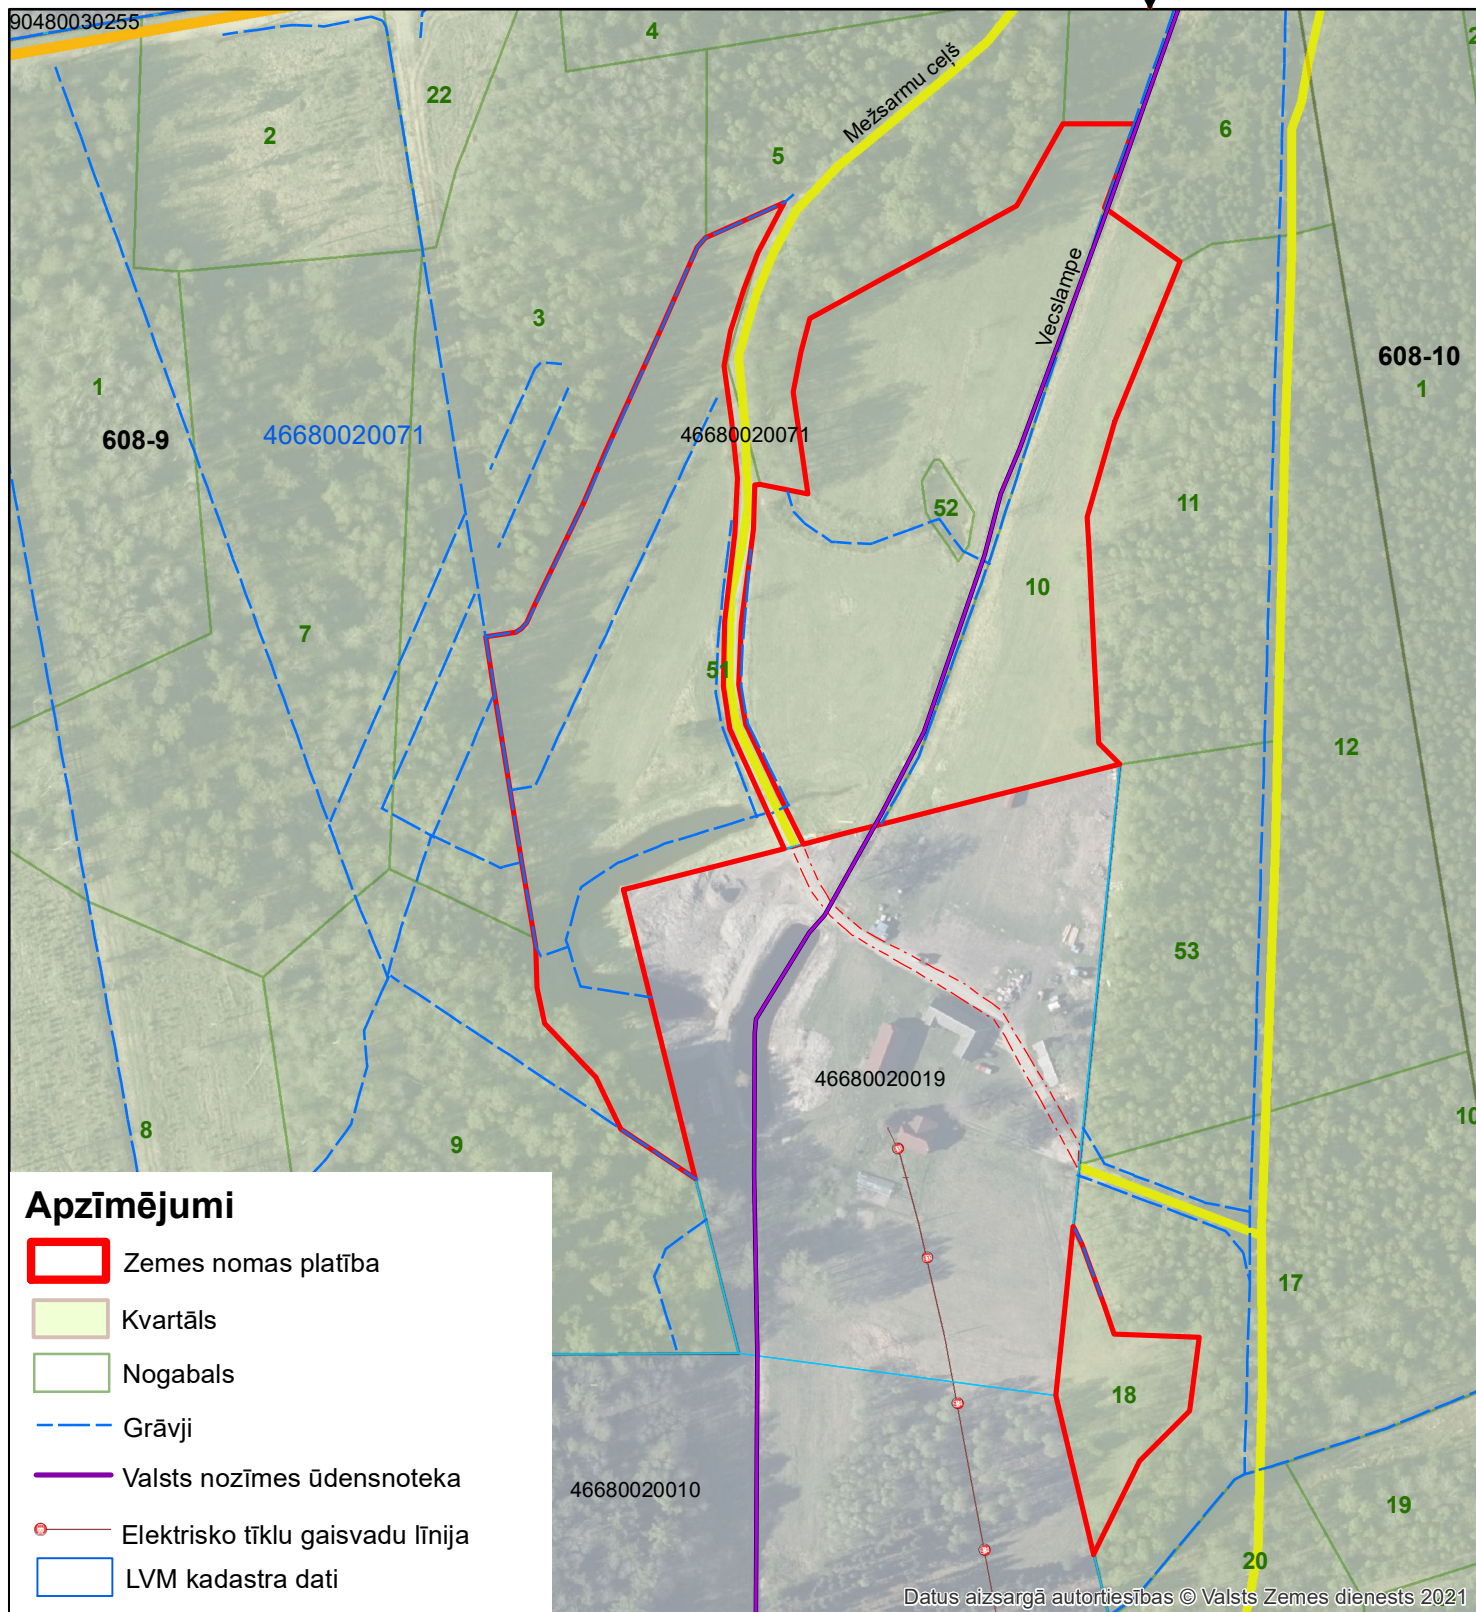 90480030255
4
22
2
5
Mežsarmu ceļš
6
3
Vecslampe
608-10
1
1
608-9
46680020071
46680020071
52
11
10
7
51
12
53
46680020019
8
9
10
17
18
46680020010
19
20
Apzīmējumi
Zemes nomas platība
Kvartāls
Nogabals
Grāvji
Valsts nozīmes ūdensnoteka
Elektrisko tīklu gaisvadu līnija
LVM kadastra dati
Datus aizsargā autortiesības © Valsts Zemes dienests 2021